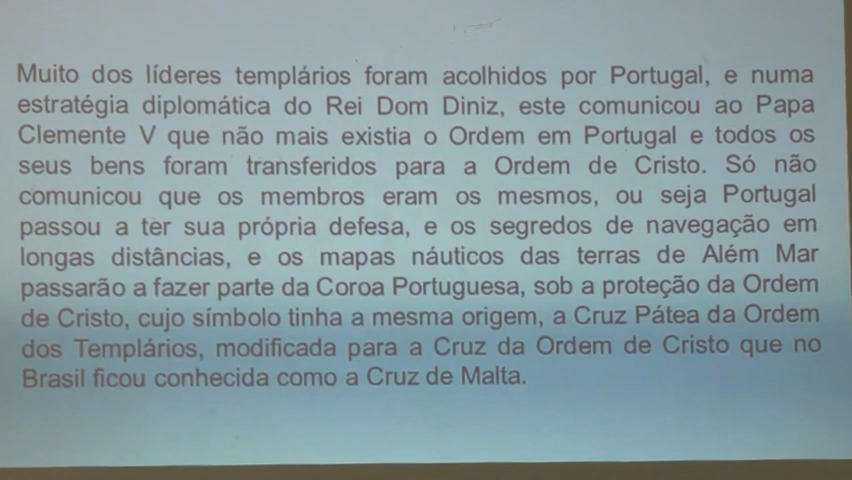 Muito dos líderes templários foram acolhidos por Portugal, e numa
estratégia diplomática do Rei Dom Diniz, este comunicou ao Papa
Clemente V que não mais existia o Ordem em Portugal e todos os
seus bens foram transferidos para a Ordem de Cristo. Só não
comunicou que os membros eram os mesmos, ou seja Portugal
passou a ter sua própria defesa, e os segredos de navegação em
longas distâncias, e os mapas náuticos das terras de Além Mar
passarão a fazer parte da Coroa Portuguesa, sob a proteção da Ordem
de Cristo, cujo símbolo tinha a mesma origem, a Cruz Pátea da Ordem
dos Templários, modificada para a Cruz da Ordem de Cristo que no
Brasil ficou conhecida como a Cruz de Malta.